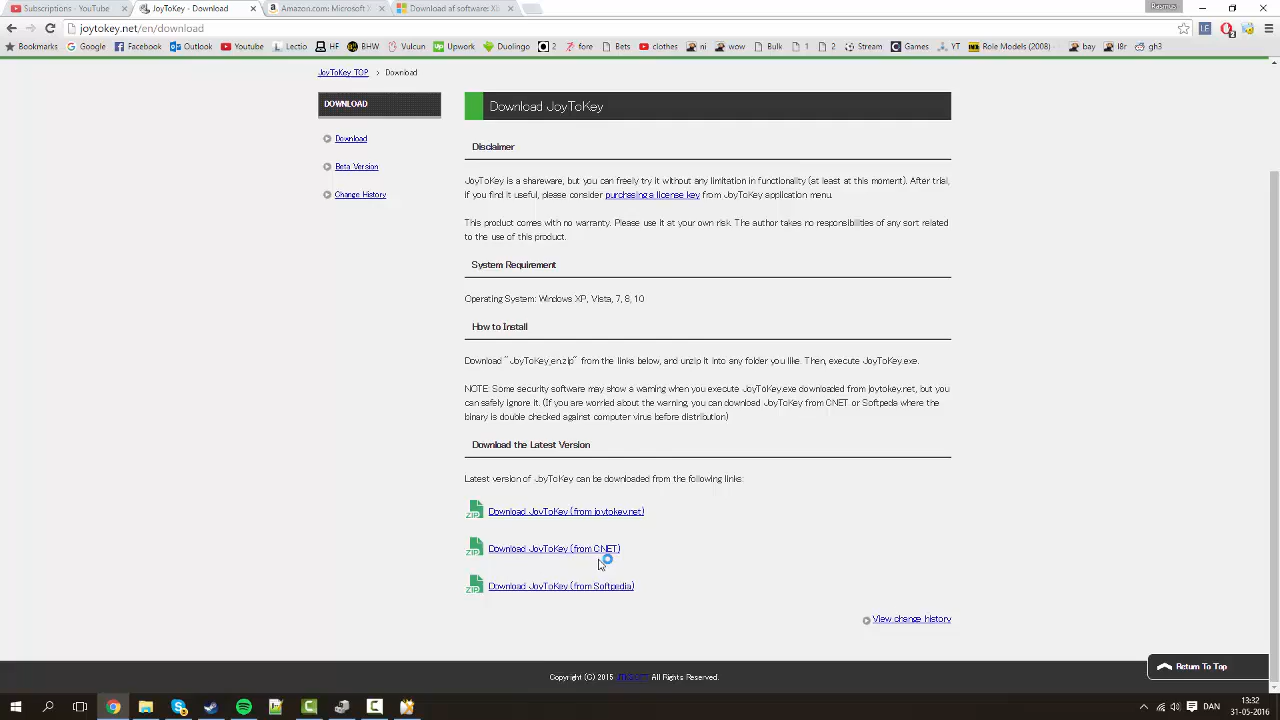 Subscriptions - YouTube
JoyToKey - Download
Amazon.com: Microsoft X
Download af software: XB
Rasmus
joytokey.net/en/download
Bookmarks Google Facebook Outlook Youtube Lectio HF BHW Vulcun Upwork Duolingo 2 fore Bets clothes ni wow Bulk 1 2 Stream Games YT Role Models (2008) bay l8r gh3
JoyToKey TOP > Download
DOWNLOAD
Download
Beta Version
Change History
Download JoyToKey
Disclaimer
JoyToKey is a shareware, but you can freely try it without any limitation in functionality (at least at this moment). After trial,
if you find it useful, please consider purchasing a license key from JoyToKey application menu.
This product comes with no warranty. Please use it at your own risk. The author takes no responsibilities of any sort related
to the use of this product.
System Requirement
Operating System: Windows XP, Vista, 7, 8, 10
How to Install
Download "JoyToKey_en.zip" from the links below, and unzip it into any folder you like. Then, execute JoyToKey.exe.
NOTE: Some security software may show a warning when you execute JoyToKey.exe downloaded from joytokey.net, but you
can safely ignore it. (If you are worried about the warning, you can download JoyToKey from CNET or Softpedia where the
binary is double checked against computer virus before distribution)
Download the Latest Version
Latest version of JoyToKey can be downloaded from the following links:
ZIP Download JoyToKey (from joytokey.net)
ZIP Download JoyToKey (from CNET)
ZIP Download JoyToKey (from Softpedia)
View change history
Return To Top
Copyright (C) 2015 JTKSOFT All Rights Reserved.
DAN
13:32
31-05-2016